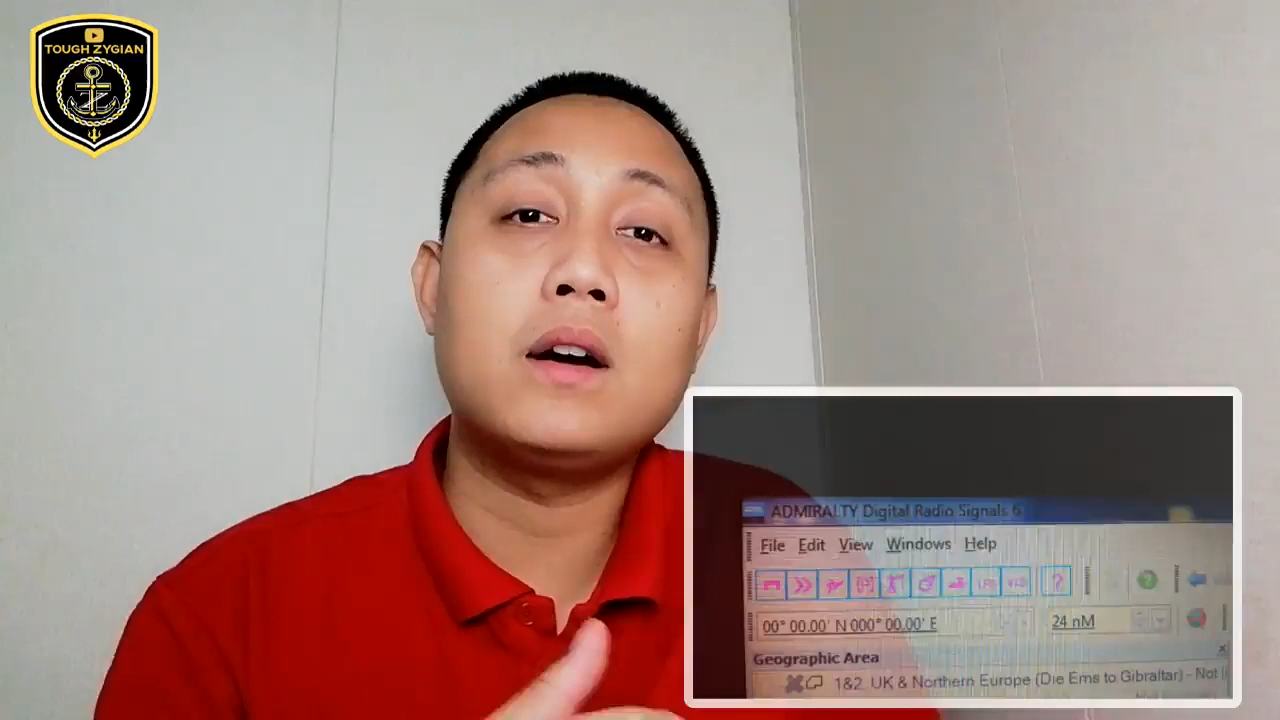 TOUGH ZYGIAN
ADMIRALTY Digital Radio Signals 6
File Edit View Windows Help
00° 00.00' N 000° 00.00' E
24 nM
Geographic Area
1&2 UK & Northern Europe (Die Ems to Gibraltar) - Not